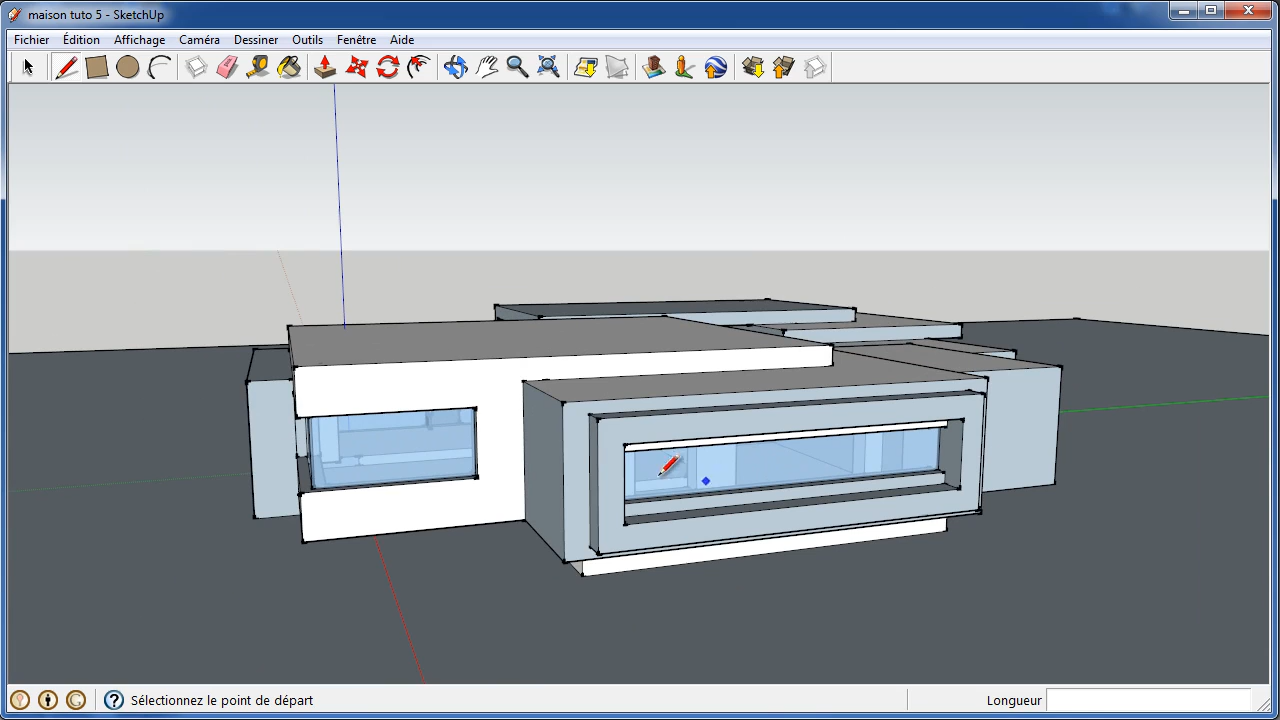 maison tuto 5 - SketchUp
Fichier Édition Affichage Caméra Dessiner Outils Fenêtre Aide
Sélectionnez le point de départ Longueur